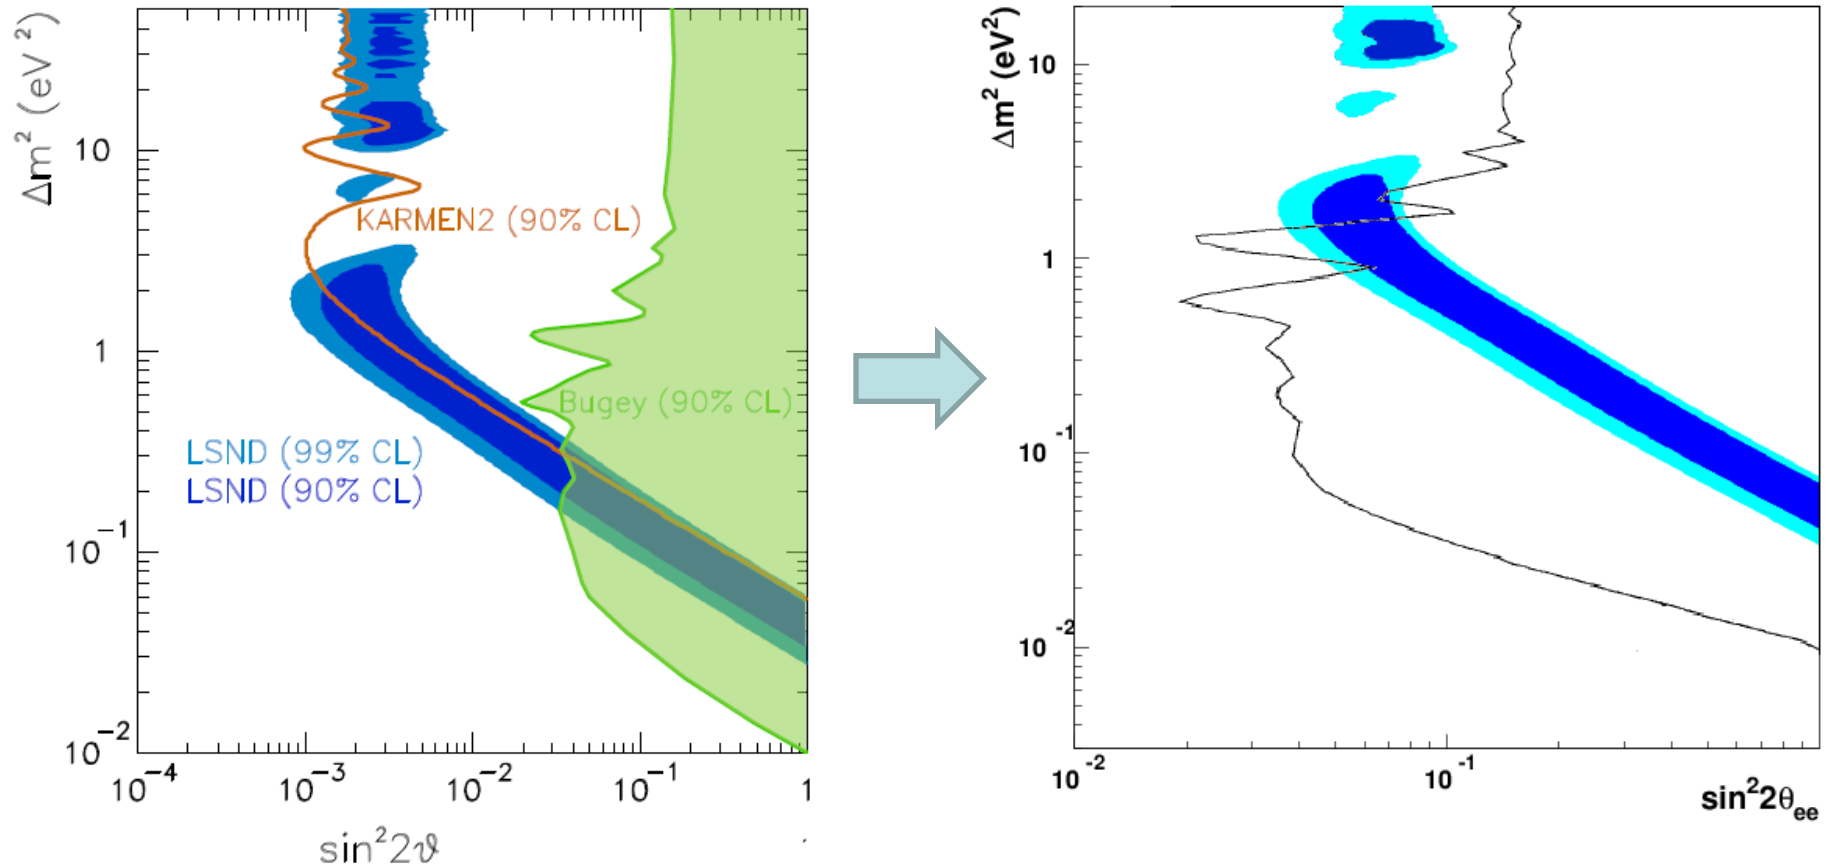 Δm² (eV²)
10
1
10⁻¹
10⁻²
KARMEN2 (90% CL)
Bugey (90% CL)
LSND (99% CL)
LSND (90% CL)
10⁻⁴ 10⁻³ 10⁻² 10⁻¹ 1
sin²2ϑ
Δm² (eV²)
10
1
10⁻¹
10⁻²
10⁻² 10⁻¹
sin²2θee